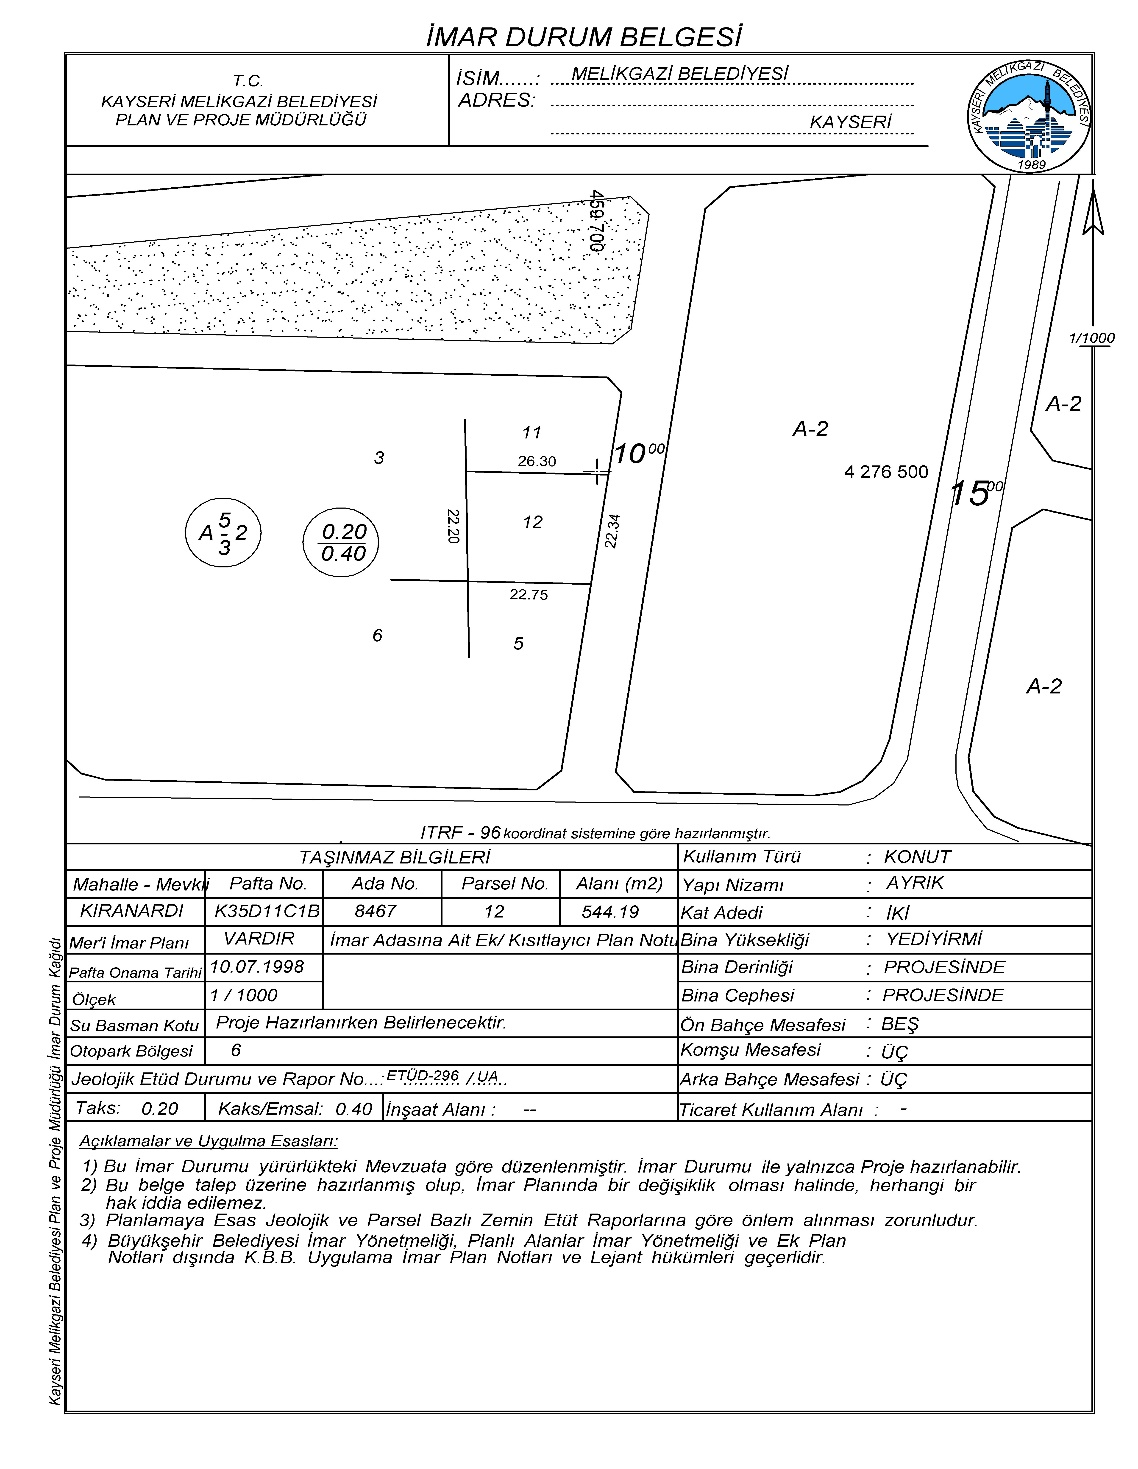 İMAR DURUM BELGESİ
T.C.
KAYSERİ MELİKGAZİ BELEDİYESİ
PLAN VE PROJE MÜDÜRLÜĞÜ
İSİM......: MELİKGAZİ BELEDİYESİ
ADRES:
KAYSERİ
KAYSERİ MELİKGAZİ BELEDİYESİ
1989
459 700
1/1000
A-2
A-2
11
3
26.30
10 00
4 276 500
15 00
A 5 - 3 2
0.20
0.40
22.20
12
22.34
22.75
6
5
A-2
ITRF - 96 koordinat sistemine göre hazırlanmıştır.
TAŞINMAZ BİLGİLERİ
Kullanım Türü : KONUT
Mahalle - Mevkii Pafta No. Ada No. Parsel No. Alanı (m2)
Yapı Nizamı : AYRIK
KIRANARDI K35D11C1B 8467 12 544.19
Kat Adedi : İKİ
Mer'i İmar Planı VARDIR İmar Adasına Ait Ek/ Kısıtlayıcı Plan Notu
Bina Yüksekliği : YEDİYİRMİ
Pafta Onama Tarihi 10.07.1998
Bina Derinliği : PROJESİNDE
Ölçek 1 / 1000
Bina Cephesi : PROJESİNDE
Su Basman Kotu Proje Hazırlanırken Belirlenecektir.
Ön Bahçe Mesafesi : BEŞ
Otopark Bölgesi 6
Komşu Mesafesi : ÜÇ
Jeolojik Etüd Durumu ve Rapor No...: ETÜD-296 / UA..
Arka Bahçe Mesafesi : ÜÇ
Taks: 0.20 Kaks/Emsal: 0.40 İnşaat Alanı : --
Ticaret Kullanım Alanı : -
Açıklamalar ve Uygulma Esasları:
1) Bu İmar Durumu yürürlükteki Mevzuata göre düzenlenmiştir. İmar Durumu ile yalnızca Proje hazırlanabilir.
2) Bu belge talep üzerine hazırlanmış olup, İmar Planında bir değişiklik olması halinde, herhangi bir
hak iddia edilemez.
3) Planlamaya Esas Jeolojik ve Parsel Bazlı Zemin Etüt Raporlarına göre önlem alınması zorunludur.
4) Büyükşehir Belediyesi İmar Yönetmeliği, Planlı Alanlar İmar Yönetmeliği ve Ek Plan
Notları dışında K.B.B. Uygulama İmar Plan Notları ve Lejant hükümleri geçerlidir.
Kayseri Melikgazi Belediyesi Plan ve Proje Müdürlüğü İmar Durum Kağıdı